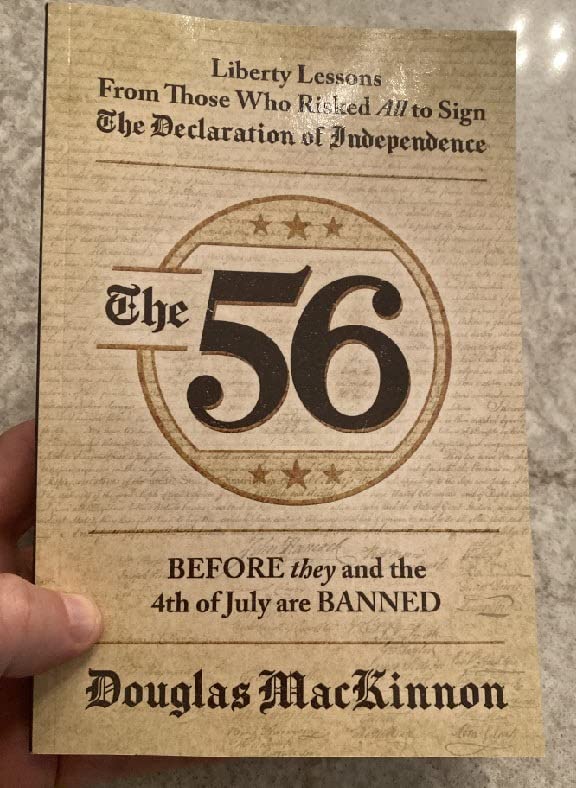 Liberty Lessons
From Those Who Risked All to Sign
The Declaration of Independence
The 56
BEFORE they and the
4th of July are BANNED
Douglas MacKinnon